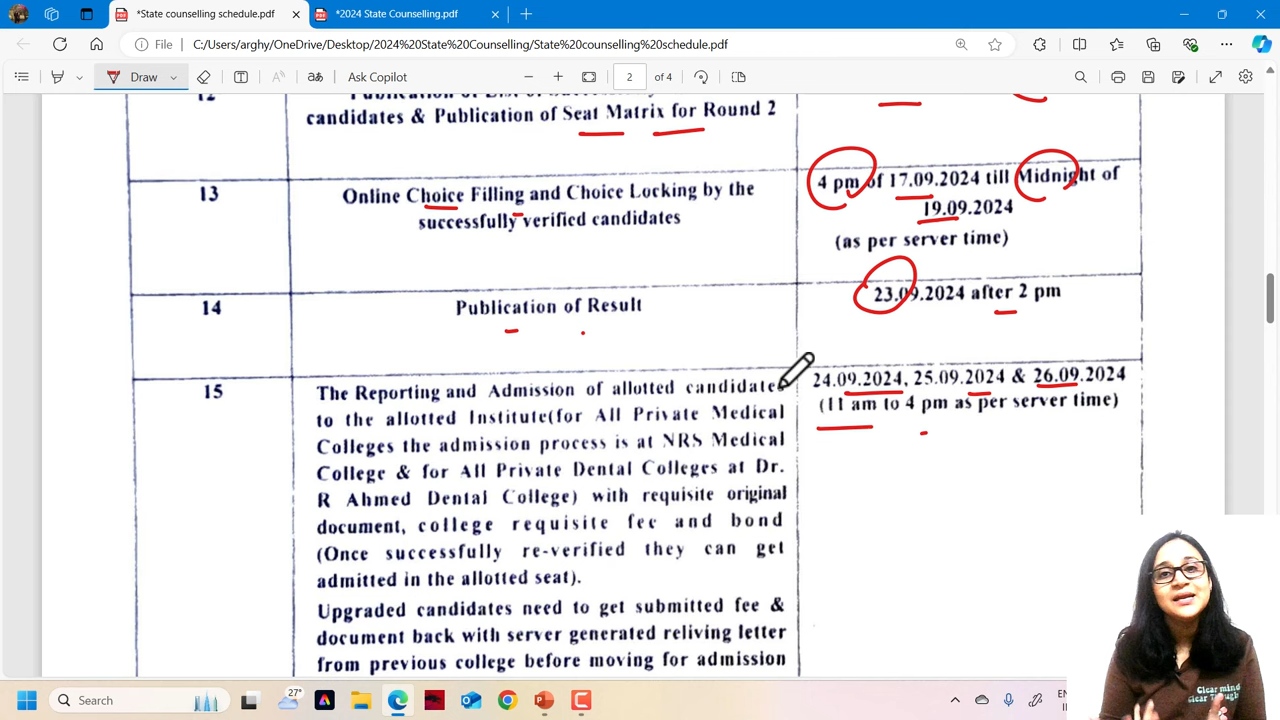 *State counselling schedule.pdf
*2024 State Counselling.pdf
File
C:/Users/arghy/OneDrive/Desktop/2024%20State%20Counselling/State%20counselling%20schedule.pdf
Draw
Ask Copilot
2
of 4
12
candidates & Publication of Seat Matrix for Round 2
13
Online Choice Filling and Choice Locking by the
successfully verified candidates
4 pm of 17.09.2024 till Midnight of
19.09.2024
(as per server time)
14
Publication of Result
23.09.2024 after 2 pm
15
The Reporting and Admission of allotted candidates
to the allotted Institute(for All Private Medical
Colleges the admission process is at NRS Medical
College & for All Private Dental Colleges at Dr.
R Ahmed Dental College) with requisite original
document, college requisite fee and bond
(Once successfully re-verified they can get
admitted in the allotted seat).
Upgraded candidates need to get submitted fee &
document back with server generated reliving letter
from previous college before moving for admission
24.09.2024, 25.09.2024 & 26.09.2024
(11 am to 4 pm as per server time)
Clear mind
Clear Through
Search
27°